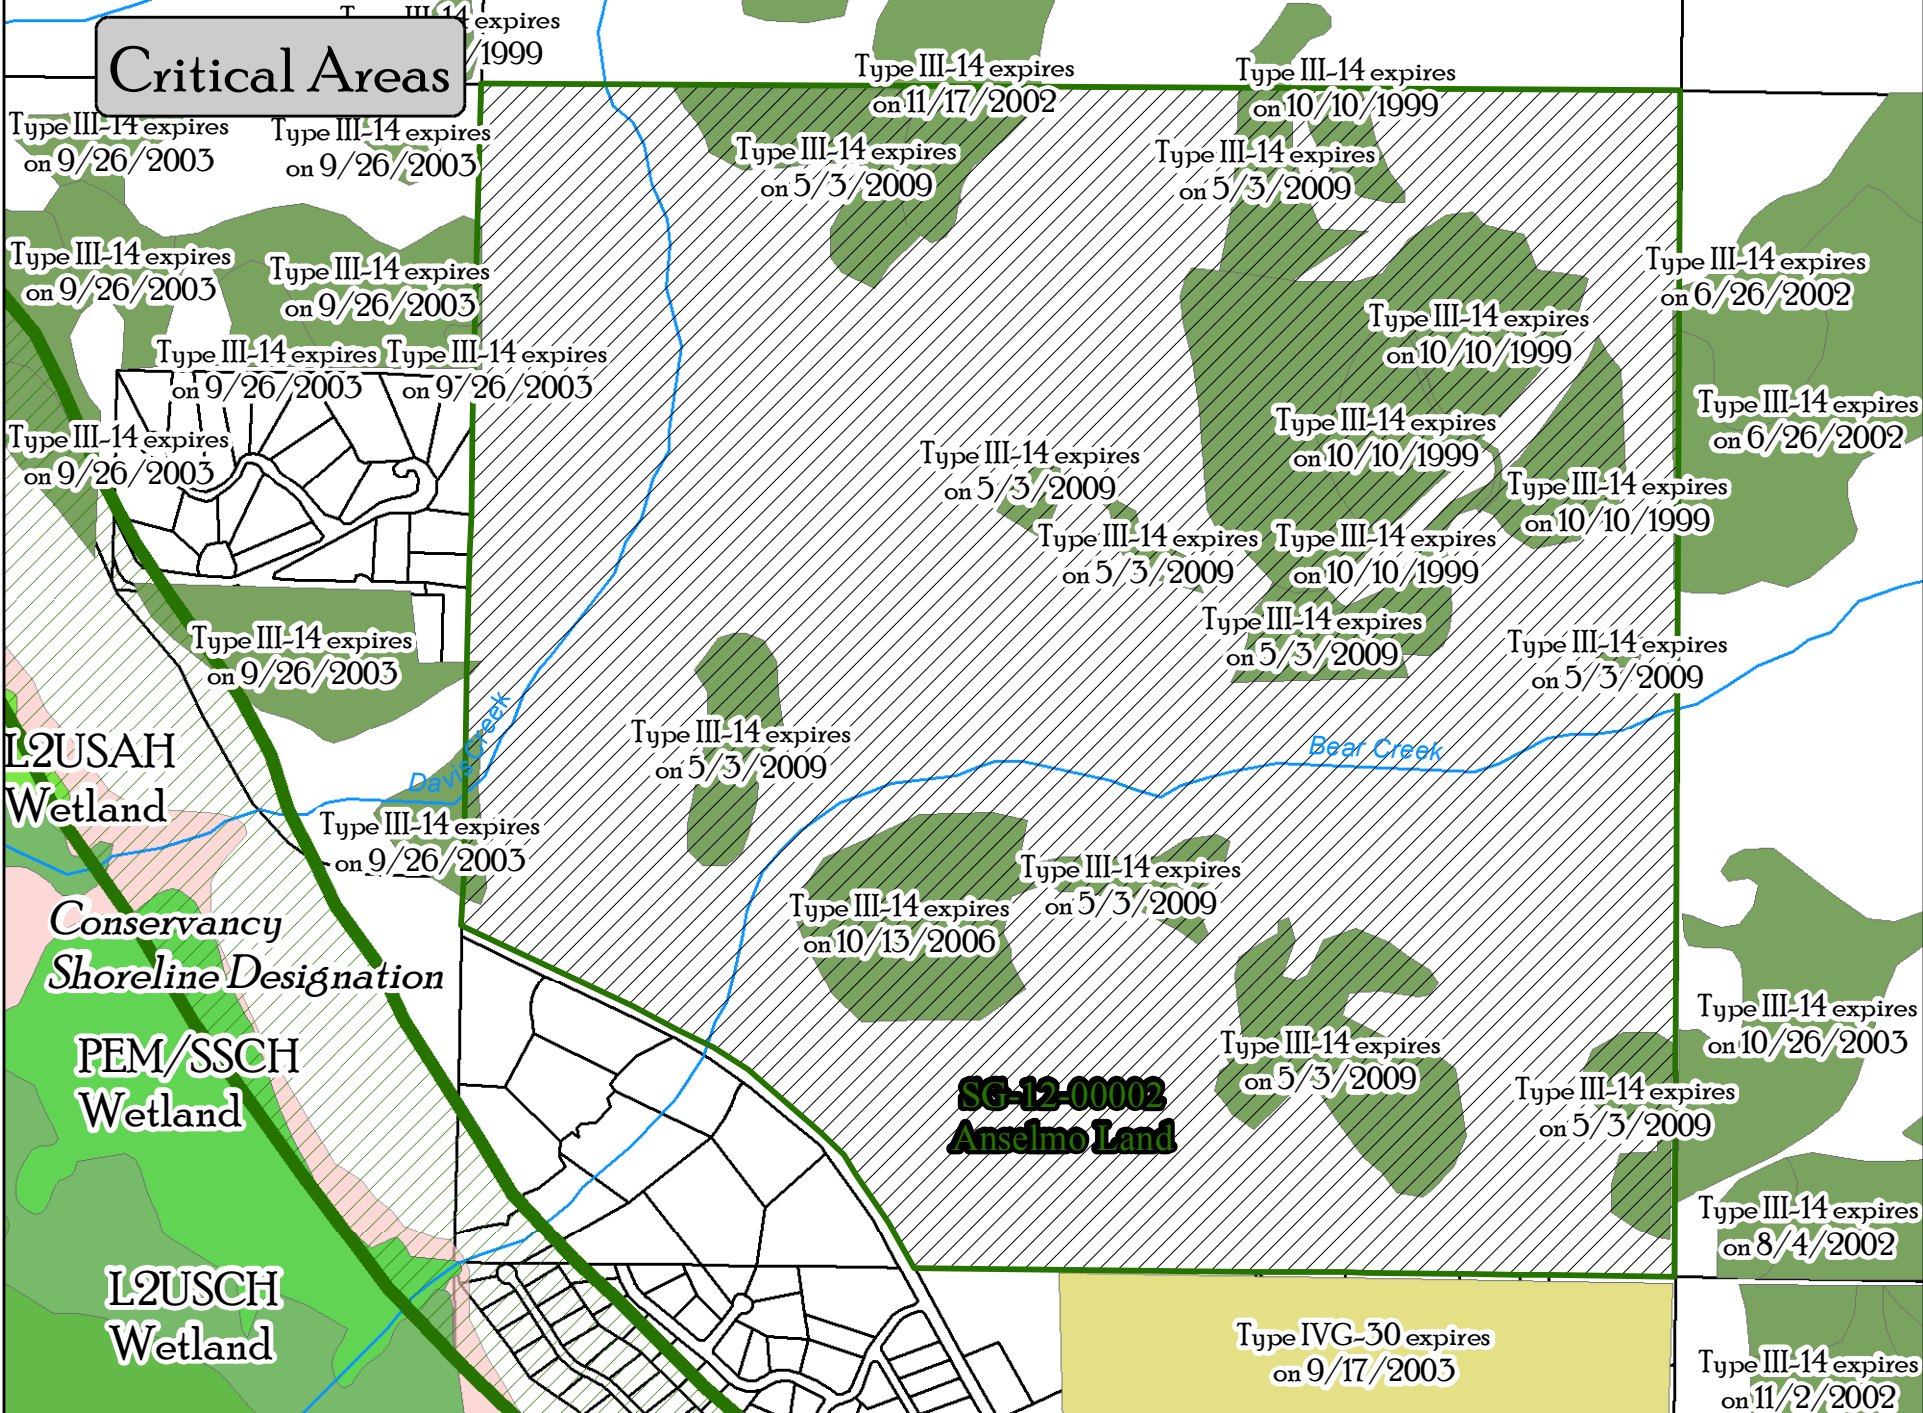 Type III-14 expires
/1999
Critical Areas
Type III-14 expires
on 11/17/2002
Type III-14 expires
on 10/10/1999
Type III-14 expires
on 9/26/2003
Type III-14 expires
on 9/26/2003
Type III-14 expires
on 5/3/2009
Type III-14 expires
on 5/3/2009
Type III-14 expires
on 9/26/2003
Type III-14 expires
on 9/26/2003
Type III-14 expires
on 6/26/2002
Type III-14 expires
on 10/10/1999
Type III-14 expires
on 9/26/2003
Type III-14 expires
on 9/26/2003
Type III-14 expires
on 6/26/2002
Type III-14 expires
on 9/26/2003
Type III-14 expires
on 10/10/1999
Type III-14 expires
on 5/3/2009
Type III-14 expires
on 10/10/1999
Type III-14 expires
on 5/3/2009
Type III-14 expires
on 10/10/1999
Type III-14 expires
on 5/3/2009
Type III-14 expires
on 9/26/2003
Type III-14 expires
on 5/3/2009
Davis Creek
Type III-14 expires
on 5/3/2009
Bear Creek
L2USAH
Wetland
Type III-14 expires
on 9/26/2003
Type III-14 expires
on 5/3/2009
Type III-14 expires
on 10/13/2006
Conservancy
Shoreline Designation
Type III-14 expires
on 10/26/2003
PEM/SSCH
Wetland
Type III-14 expires
on 5/3/2009
SG-12-00002
Anselmo Land
Type III-14 expires
on 5/3/2009
Type III-14 expires
on 8/4/2002
L2USCH
Wetland
Type IVG-30 expires
on 9/17/2003
Type III-14 expires
on 11/2/2002